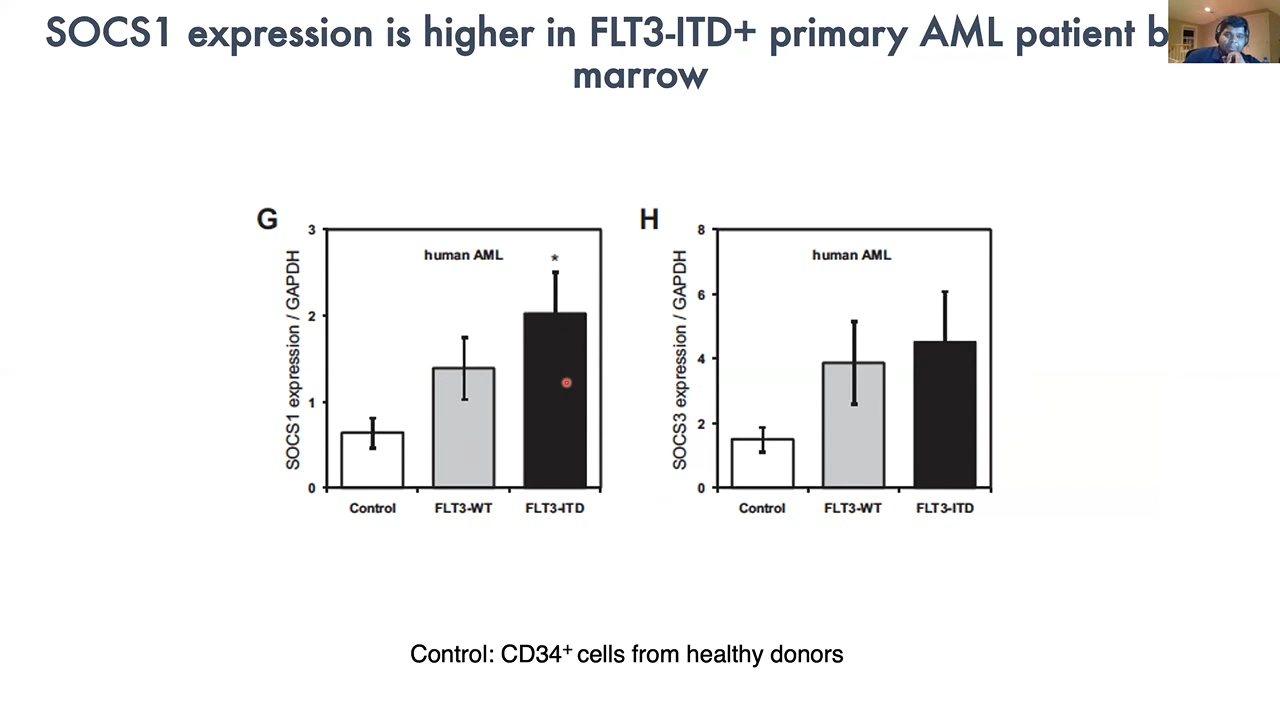 SOCS1 expression is higher in FLT3-ITD+ primary AML patient b
marrow
G
3
2
1
0
SOCS1 expression / GAPDH
human AML
*
Control FLT3-WT FLT3-ITD
H
8
6
4
2
0
SOCS3 expression / GAPDH
human AML
Control FLT3-WT FLT3-ITD
Control: CD34+ cells from healthy donors